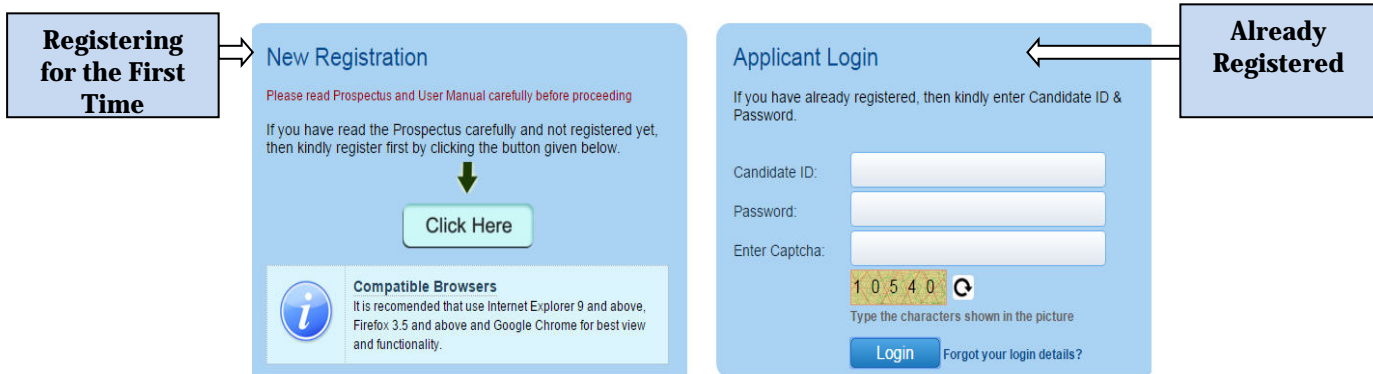 Registering
for the First
Time
New Registration
Please read Prospectus and User Manual carefully before proceeding
If you have read the Prospectus carefully and not registered yet,
then kindly register first by clicking the button given below.
Click Here
i
Compatible Browsers
It is recomended that use Internet Explorer 9 and above,
Firefox 3.5 and above and Google Chrome for best view
and functionality.
Already
Registered
Applicant Login
If you have already registered, then kindly enter Candidate ID &
Password.
Candidate ID:
Password:
Enter Captcha:
1 0 5 4 0
Type the characters shown in the picture
Login Forgot your login details?